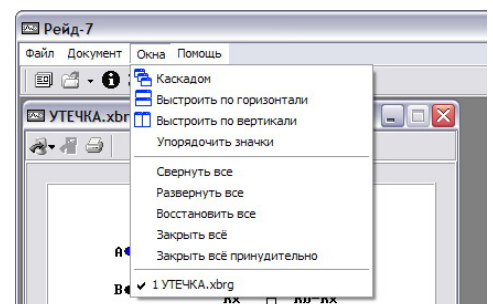 Рейд-7
Файл Документ Окна Помощь
Каскадом
УТЕЧКА.xbr
Выстроить по горизонтали
Выстроить по вертикали
Упорядочить значки
Свернуть все
Развернуть все
Восстановить все
Закрыть всё
Закрыть всё принудительно
A
1 УТЕЧКА.xbrg
B